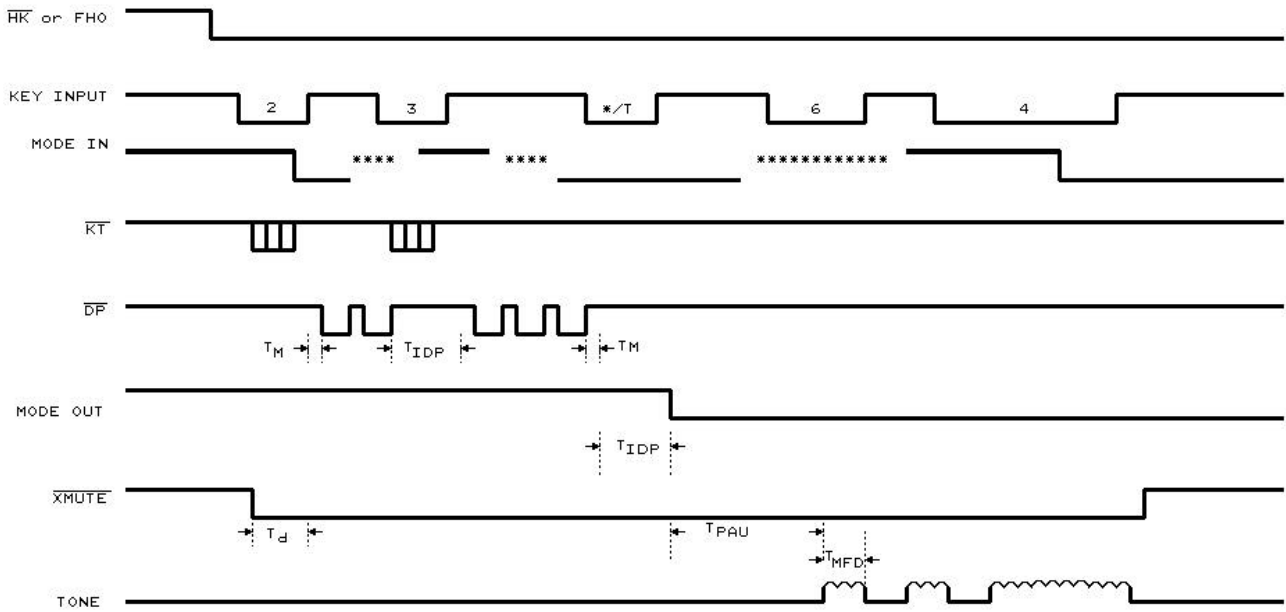 HK or FHO
KEY INPUT 2 3 */T 6 4
MODE IN **** **** ************
KT
DP
TM TIDP TM
MODE OUT
TIDP
XMUTE
Td TPAU
TMFD
TONE